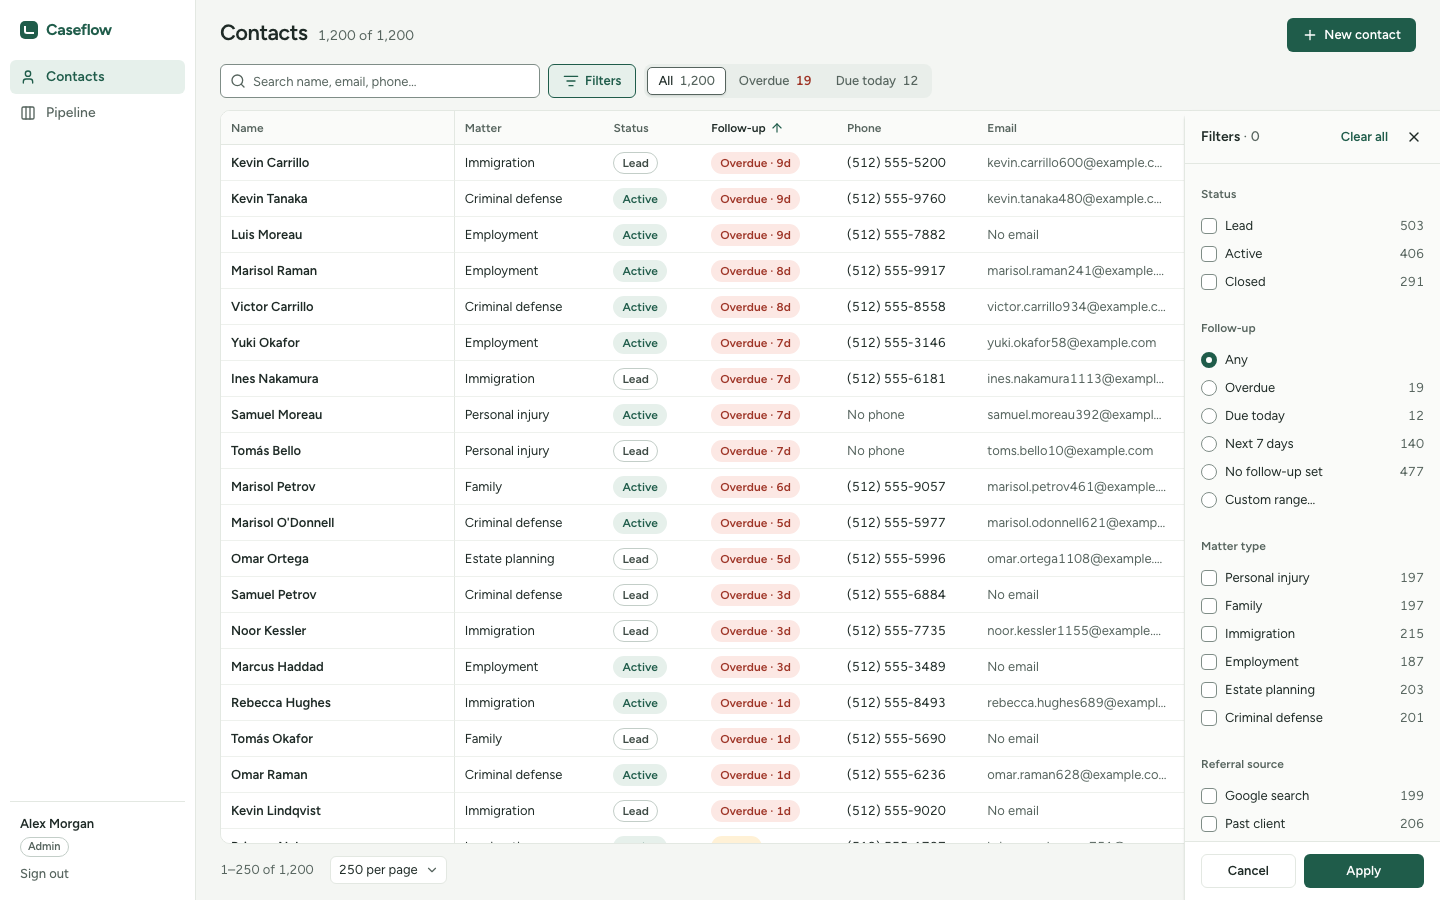 Caseflow
Contacts
Pipeline
Alex Morgan
Admin
Sign out
Contacts 1,200 of 1,200
New contact
Search name, email, phone...
Filters
All 1,200 Overdue 19 Due today 12
Name Matter Status Follow-up Phone Email
Kevin Carrillo Immigration Lead Overdue · 9d (512) 555-5200 kevin.carrillo600@example.c...
Kevin Tanaka Criminal defense Active Overdue · 9d (512) 555-9760 kevin.tanaka480@example.c...
Luis Moreau Employment Active Overdue · 9d (512) 555-7882 No email
Marisol Raman Employment Active Overdue · 8d (512) 555-9917 marisol.raman241@example....
Victor Carrillo Criminal defense Active Overdue · 8d (512) 555-8558 victor.carrillo934@example.c...
Yuki Okafor Employment Active Overdue · 7d (512) 555-3146 yuki.okafor58@example.com
Ines Nakamura Immigration Lead Overdue · 7d (512) 555-6181 ines.nakamura1113@exampl...
Samuel Moreau Personal injury Active Overdue · 7d No phone samuel.moreau392@exampl...
Tomás Bello Personal injury Lead Overdue · 7d No phone toms.bello10@example.com
Marisol Petrov Family Active Overdue · 6d (512) 555-9057 marisol.petrov461@example....
Marisol O'Donnell Criminal defense Active Overdue · 5d (512) 555-5977 marisol.odonnell621@examp...
Omar Ortega Estate planning Lead Overdue · 5d (512) 555-5996 omar.ortega1108@example....
Samuel Petrov Criminal defense Lead Overdue · 3d (512) 555-6884 No email
Noor Kessler Immigration Lead Overdue · 3d (512) 555-7735 noor.kessler1155@example....
Marcus Haddad Employment Active Overdue · 3d (512) 555-3489 No email
Rebecca Hughes Immigration Active Overdue · 1d (512) 555-8493 rebecca.hughes689@exampl...
Tomás Okafor Family Lead Overdue · 1d (512) 555-5690 No email
Omar Raman Criminal defense Active Overdue · 1d (512) 555-6236 omar.raman628@example.co...
Kevin Lindqvist Immigration Lead Overdue · 1d (512) 555-9020 No email
1–250 of 1,200 250 per page
Filters · 0 Clear all
Status
Lead 503
Active 406
Closed 291
Follow-up
Any
Overdue 19
Due today 12
Next 7 days 140
No follow-up set 477
Custom range...
Matter type
Personal injury 197
Family 197
Immigration 215
Employment 187
Estate planning 203
Criminal defense 201
Referral source
Google search 199
Past client 206
Cancel Apply